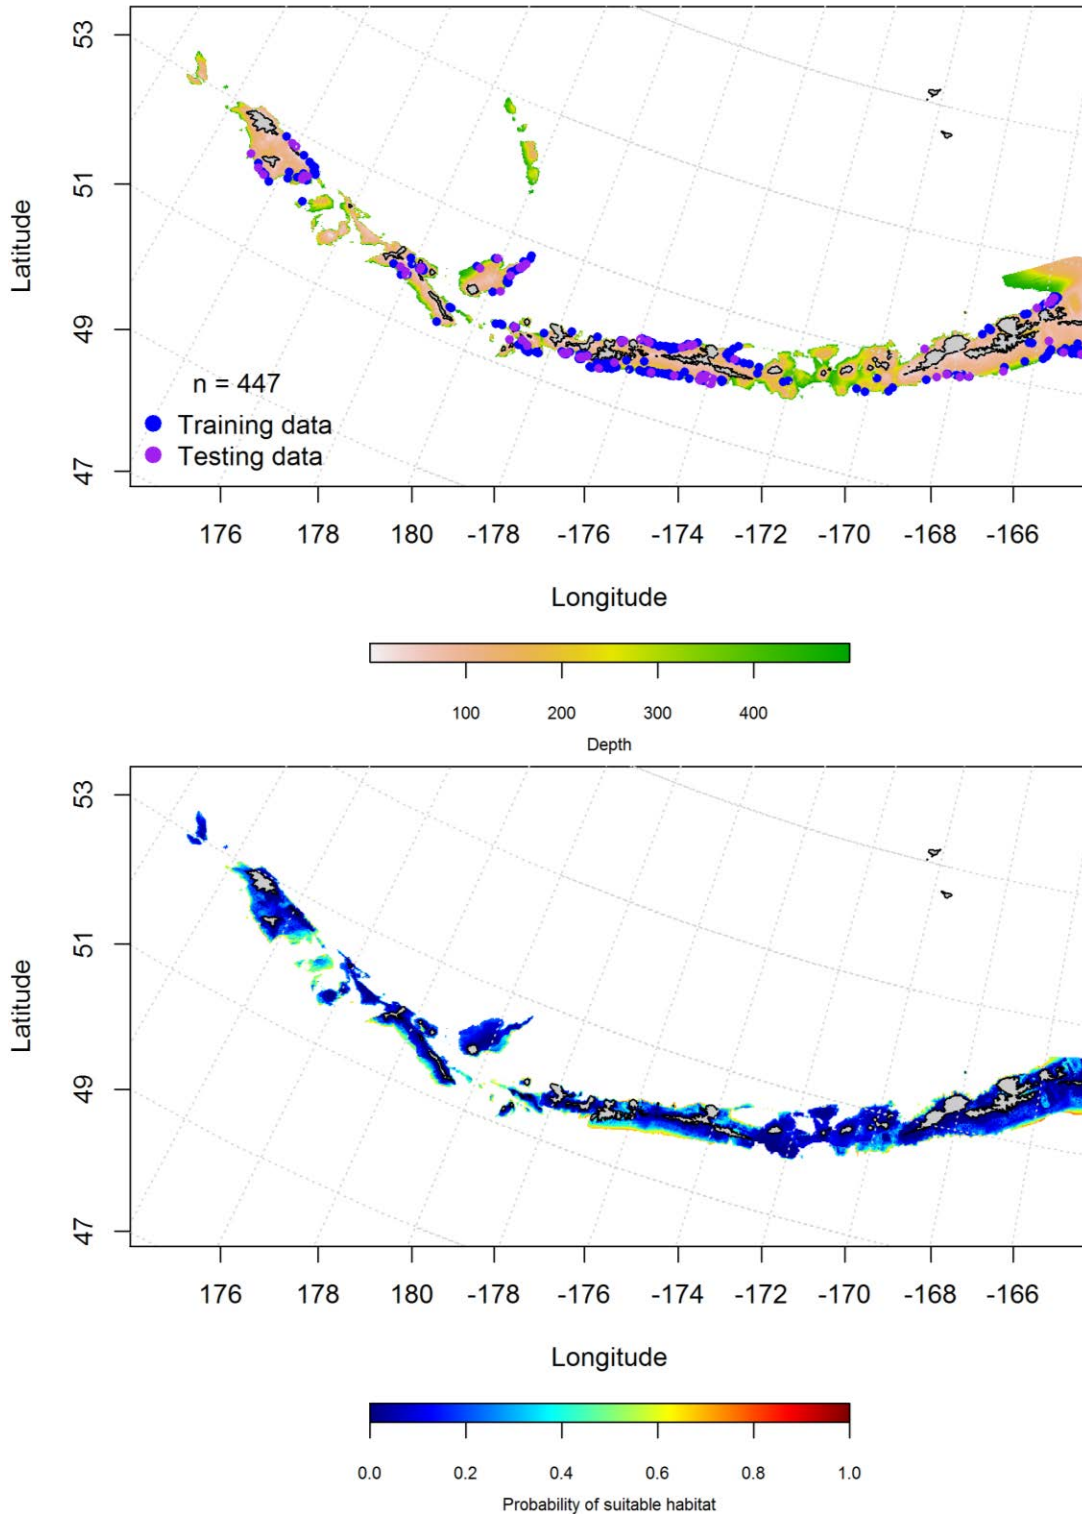 53
51
49
47
Latitude
n = 447
Training data
Testing data
176 178 180 -178 -176 -174 -172 -170 -168 -166
Longitude
100 200 300 400
Depth
53
51
49
47
Latitude
176 178 180 -178 -176 -174 -172 -170 -168 -166
Longitude
0.0 0.2 0.4 0.6 0.8 1.0
Probability of suitable habitat